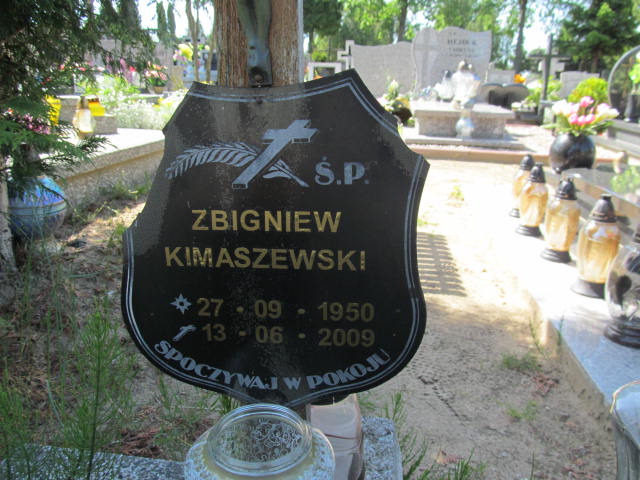 Ś.P.
ZBIGNIEW
KIMASZEWSKI
27 • 09 • 1950
13 • 06 • 2009
SPOCZYWAJ W POKOJU